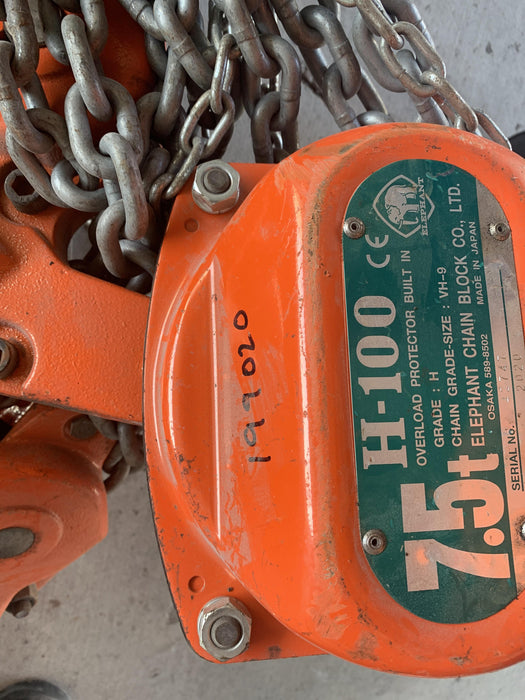 ELEPHANT
H-100 CE
OVERLOAD PROTECTOR BUILT IN
GRADE : H
CHAIN GRADE-SIZE : VH-9
7.5t
ELEPHANT CHAIN BLOCK CO., LTD.
OSAKA 589-8502 MADE IN JAPAN
SERIAL No.
199020